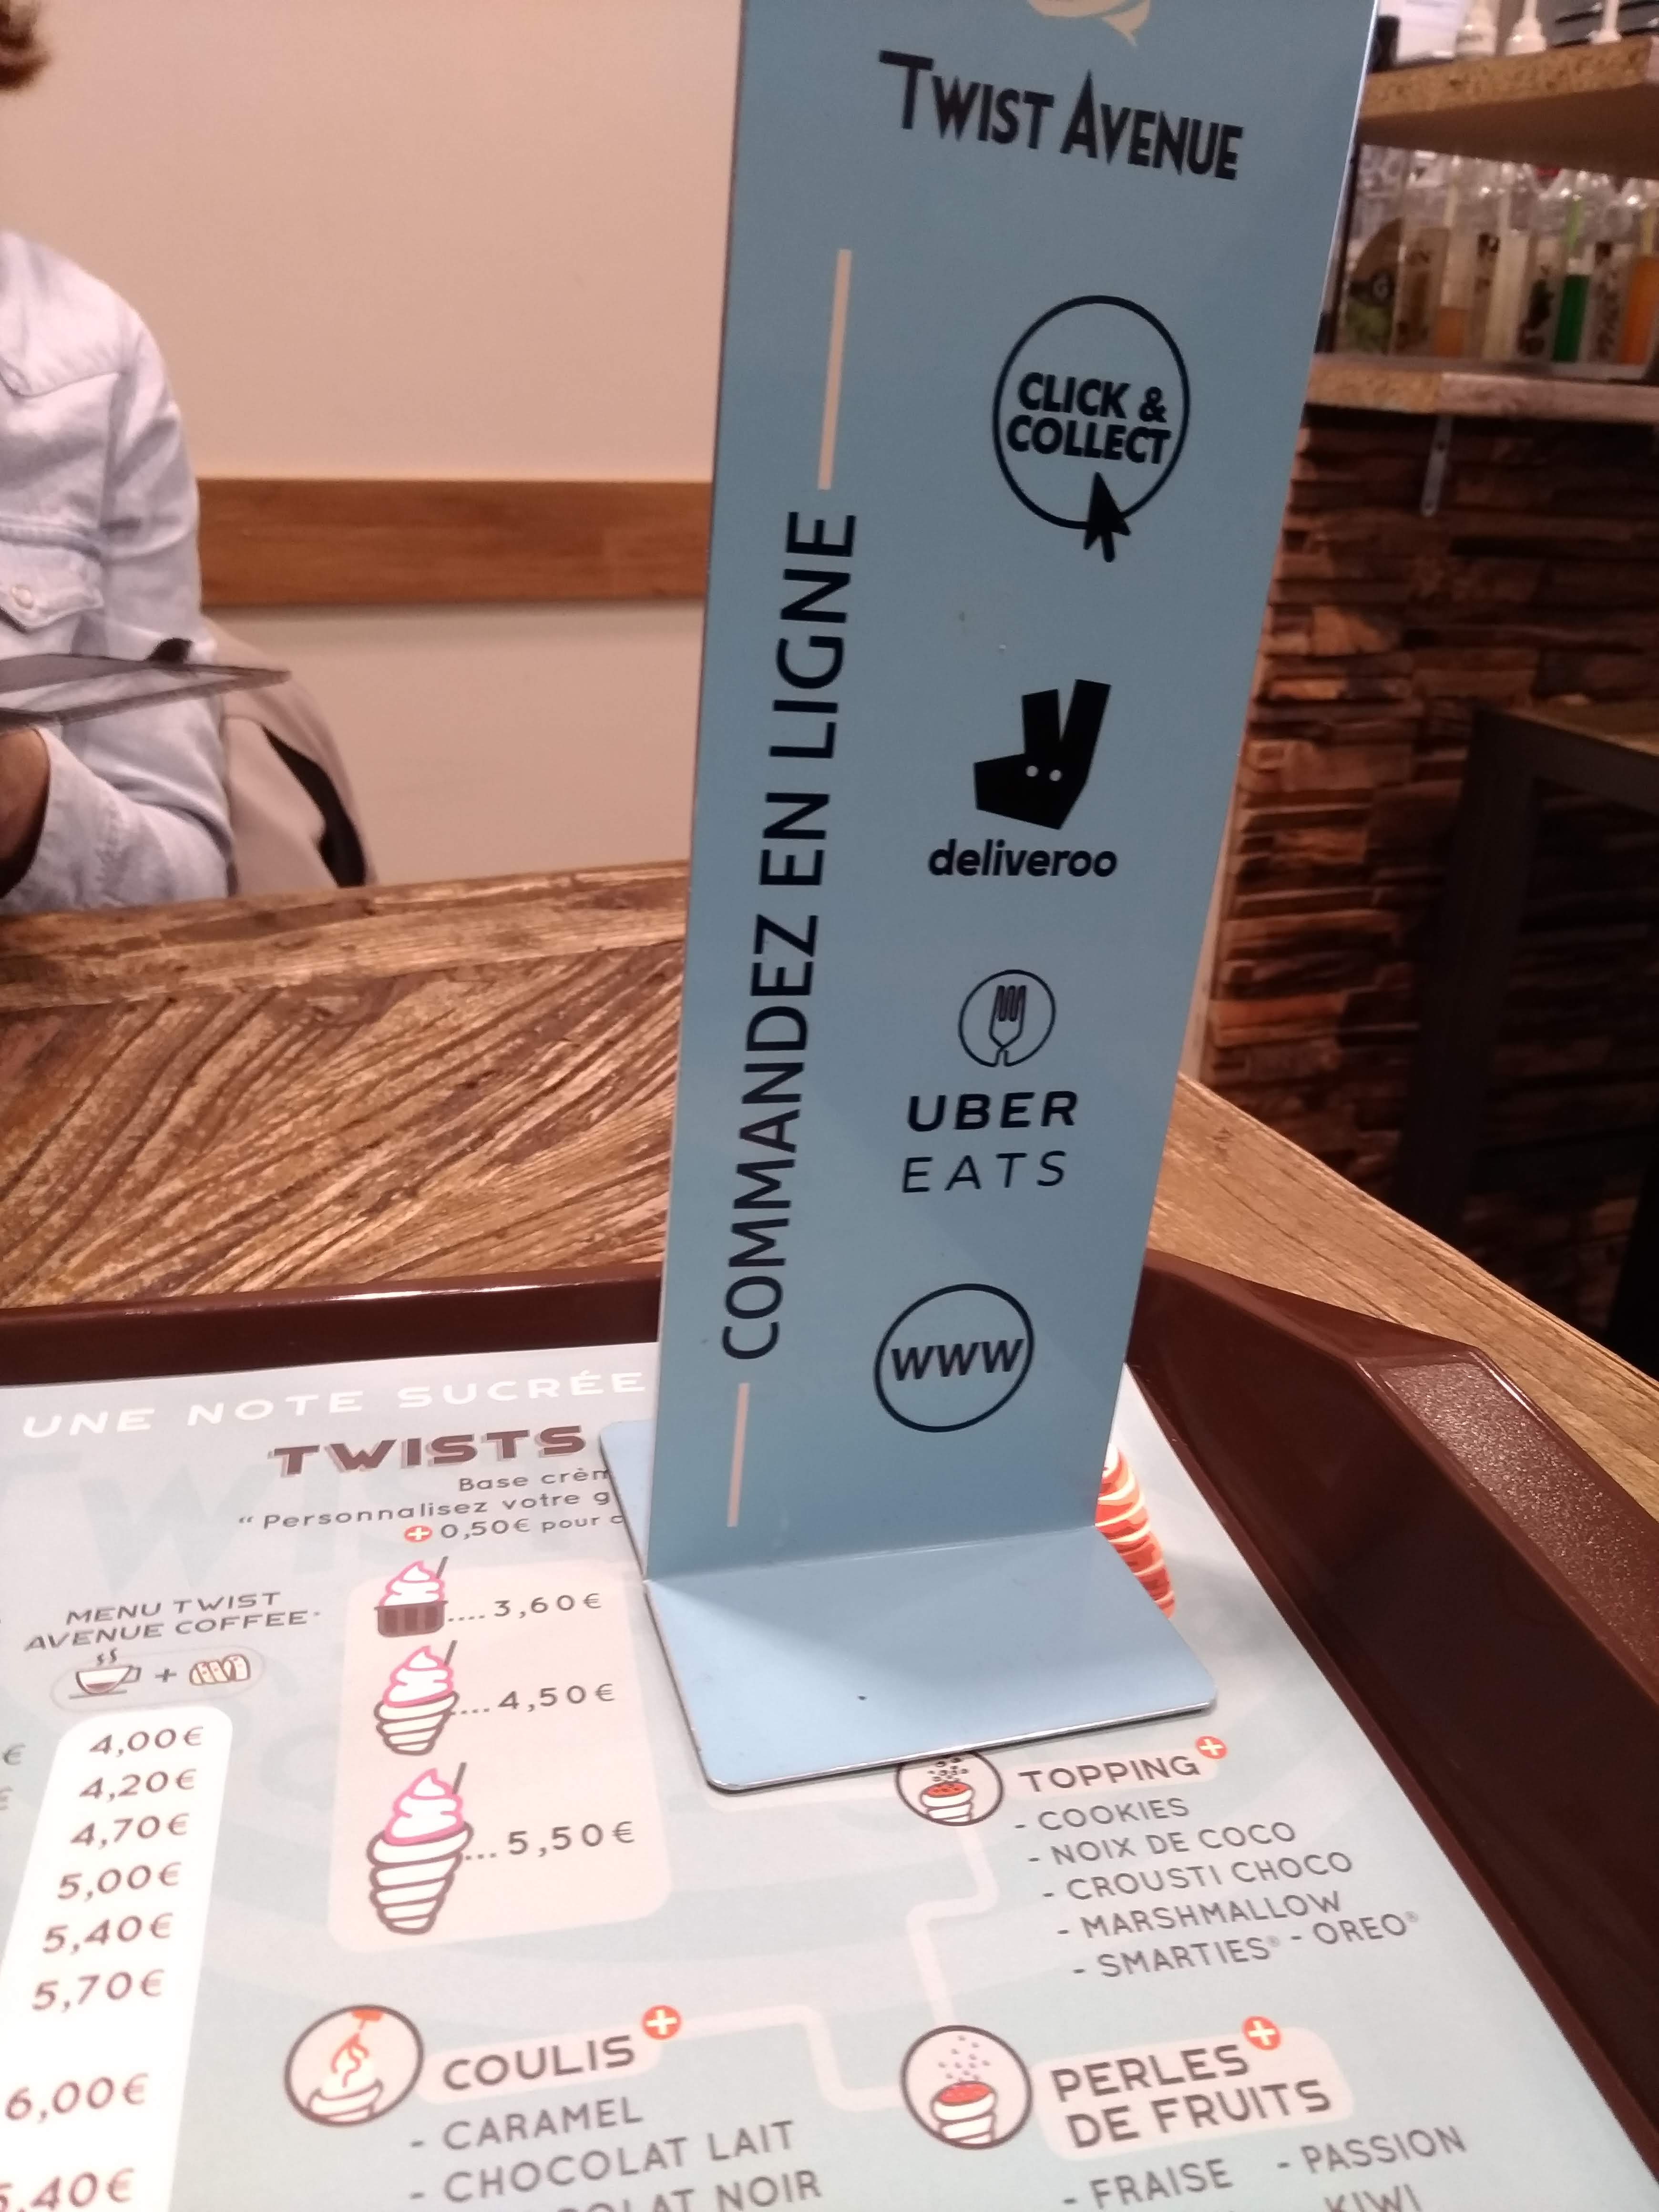 TWIST AVENUE
CLICK &
COLLECT
deliveroo
UBER
EATS
WWW
COMMANDEZ EN LIGNE
UNE NOTE SUCRÉE
TWISTS
Base
"Personnalisez votre
+ 0,50€ pour
MENU TWIST
AVENUE COFFEE*
+
....3,60€
...4,50€
...5,50€
4,00€
4,20€
4,70€
5,00€
5,40€
5,70€
6,00€
,40€
TOPPING+
- COOKIES
- NOIX DE COCO
- CROUSTI CHOCO
- MARSHMALLOW
- SMARTIES® - OREO®
COULIS+
- CARAMEL
- CHOCOLAT LAIT
NOIR
PERLES+
DE FRUITS
- FRAISE - PASSION
KIWI